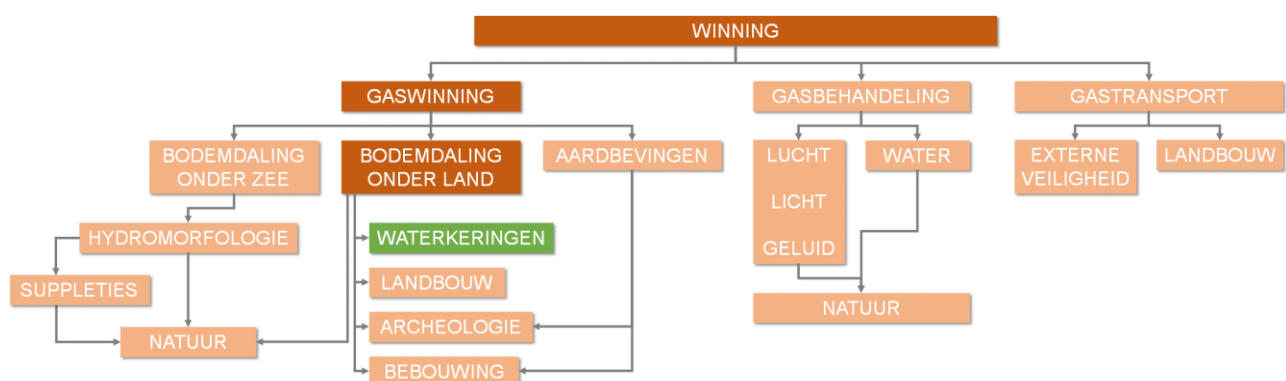 WINNING
GASWINNING
GASBEHANDELING
GASTRANSPORT
BODEMDALING
ONDER ZEE
BODEMDALING
ONDER LAND
AARDBEVINGEN
LUCHT
LICHT
GELUID
WATER
EXTERNE
VEILIGHEID
LANDBOUW
HYDROMORFOLOGIE
WATERKERINGEN
SUPPLETIES
LANDBOUW
NATUUR
ARCHEOLOGIE
BEBOUWING
NATUUR